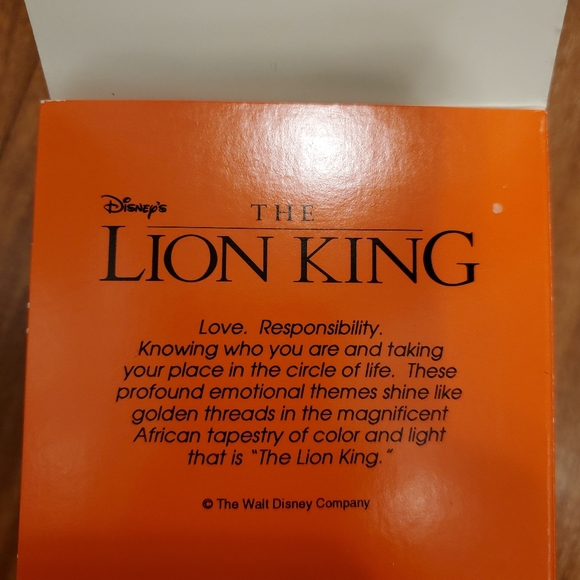 Disney's
THE
LION KING
Love. Responsibility.
Knowing who you are and taking
your place in the circle of life. These
profound emotional themes shine like
golden threads in the magnificent
African tapestry of color and light
that is "The Lion King."
© The Walt Disney Company